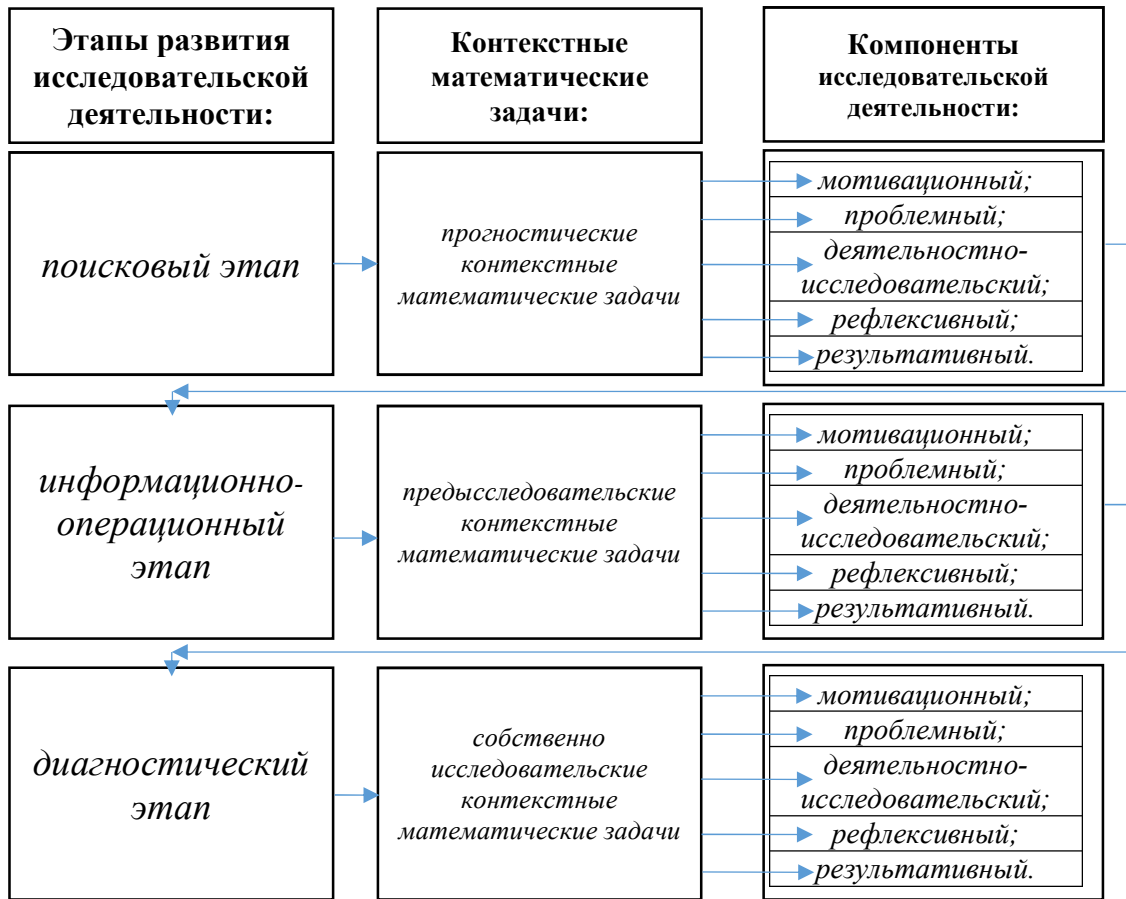 Этапы развития
исследовательской
деятельности:
Контекстные
математические
задачи:
Компоненты
исследовательской
деятельности:
поисковый этап
прогностические
контекстные
математические задачи
мотивационный;
проблемный;
деятельностно-
исследовательский;
рефлексивный;
результативный.
информационно-
операционный
этап
предысследовательские
контекстные
математические задачи
мотивационный;
проблемный;
деятельностно-
исследовательский;
рефлексивный;
результативный.
диагностический
этап
собственно
исследовательские
контекстные
математические задачи
мотивационный;
проблемный;
деятельностно-
исследовательский;
рефлексивный;
результативный.